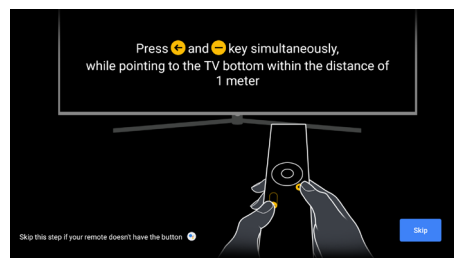 Press ← and − key simultaneously,
while pointing to the TV bottom within the distance of
1 meter
Skip this step if your remote doesn't have the button
Skip